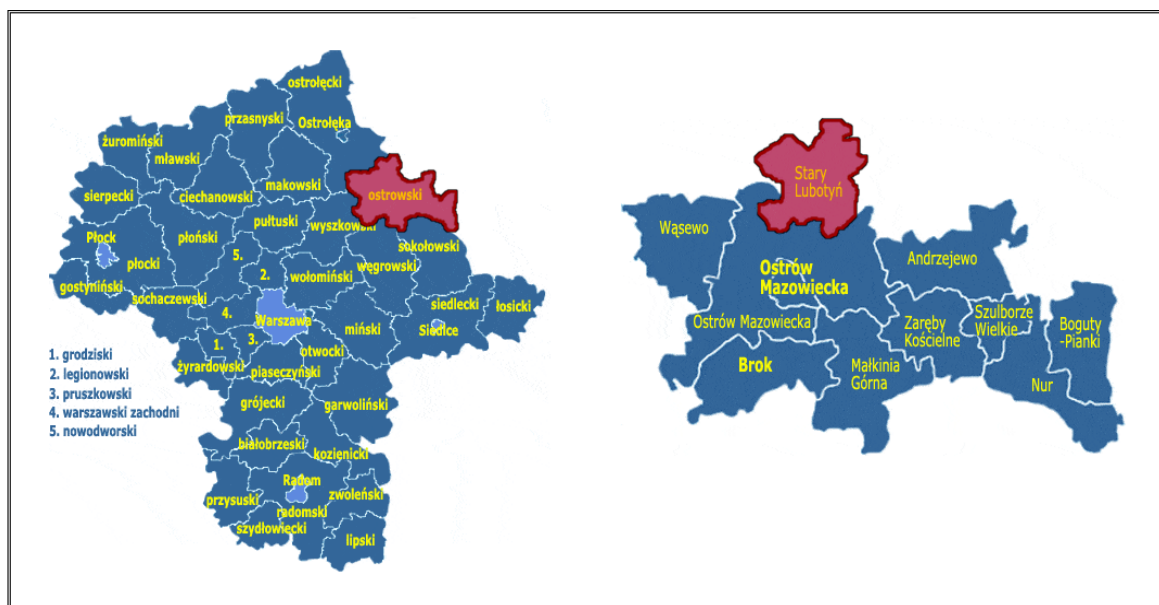 ostrołęcki
przasnyski
Ostrołęka
żuromiński
mławski
makowski
ciechanowski
sierpecki
ostrowski
pułtuski
wyszkowski
Płock
płoński
sokołowski
5.
płocki
węgrowski
2.
wołomiński
gostyniński
sochaczewski
siedlecki
łosicki
4.
Warszawa
miński
Siedlce
1.
3.
otwocki
żyrardowski
piaseczyński
grójecki
garwoliński
białobrzeski
kozienicki
Radom
zwoleński
przysuski
radomski
szydłowiecki
lipski
1. grodziski
2. legionowski
3. pruszkowski
4. warszawski zachodni
5. nowodworski
Stary
Lubotyń
Wąsewo
Andrzejewo
Ostrów
Mazowiecka
Ostrów Mazowiecka
Zaręby
Kościelne
Szulborze
Wielkie
Boguty
-Pianki
Brok
Małkinia
Górna
Nur